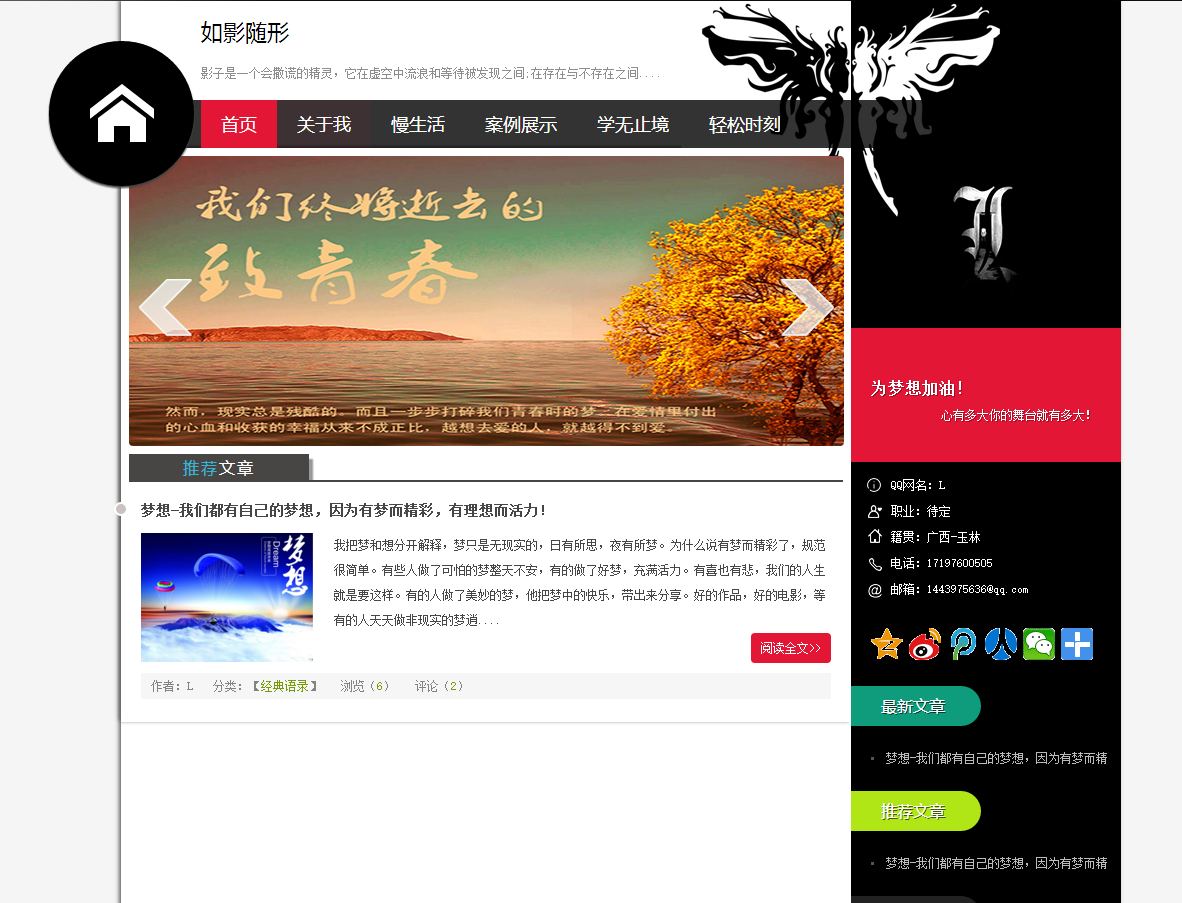 如影随形
影子是一个会撒谎的精灵，它在虚空中流浪和等待被发现之间;在存在与不存在之间....
首页 关于我 慢生活 案例展示 学无止境 轻松时刻
我们终将逝去的
致青春
然而，现实总是残酷的。而且一步步打碎我们青春时的梦…在爱情里付出
的心血和收获的幸福从来不成正比，越想去爱的人，就越得不到爱。
推荐文章
梦想-我们都有自己的梦想，因为有梦而精彩，有理想而活力！
梦想
Dream
我把梦和想分开解释，梦只是无现实的，日有所思，夜有所梦。为什么说有梦而精彩了，规范
很简单。有些人做了可怕的梦整天不安，有的做了好梦，充满活力。有喜也有悲，我们的人生
就是要这样。有的人做了美妙的梦，他把梦中的快乐，带出来分享。好的作品，好的电影，等
有的人天天做非现实的梦逍....
阅读全文>>
作者：L 分类：【经典语录】 浏览（6） 评论（2）
L
为梦想加油！
心有多大你的舞台就有多大！
QQ网名：L
职业：待定
籍贯：广西-玉林
电话：17197600505
邮箱：1443975636@qq.com
最新文章
梦想-我们都有自己的梦想，因为有梦而精
推荐文章
梦想-我们都有自己的梦想，因为有梦而精